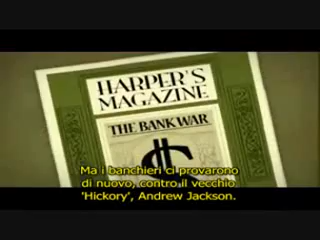 HARPER'S
MAGAZINE
THE BANK WAR
Ma i banchieri ci provarono
di nuovo, contro il vecchio
'Hickory', Andrew Jackson.